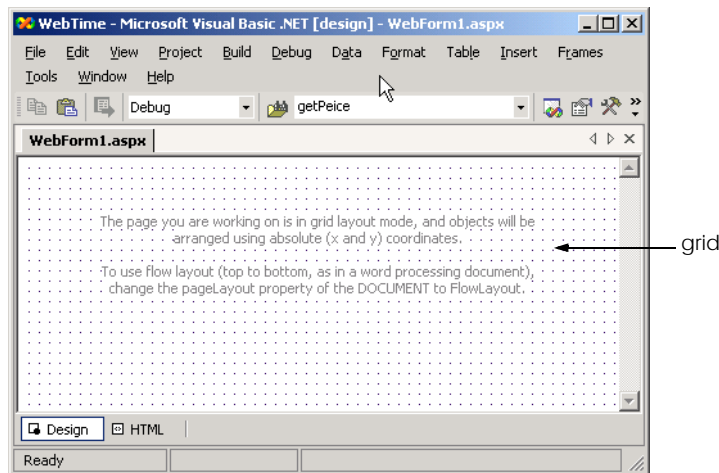 WebTime - Microsoft Visual Basic .NET [design] - WebForm1.aspx
File Edit View Project Build Debug Data Format Table Insert Frames
Tools Window Help
Debug getPeice
WebForm1.aspx
The page you are working on is in grid layout mode, and objects will be
arranged using absolute (x and y) coordinates.
grid
To use flow layout (top to bottom, as in a word processing document),
change the pageLayout property of the DOCUMENT to FlowLayout.
Design HTML
Ready